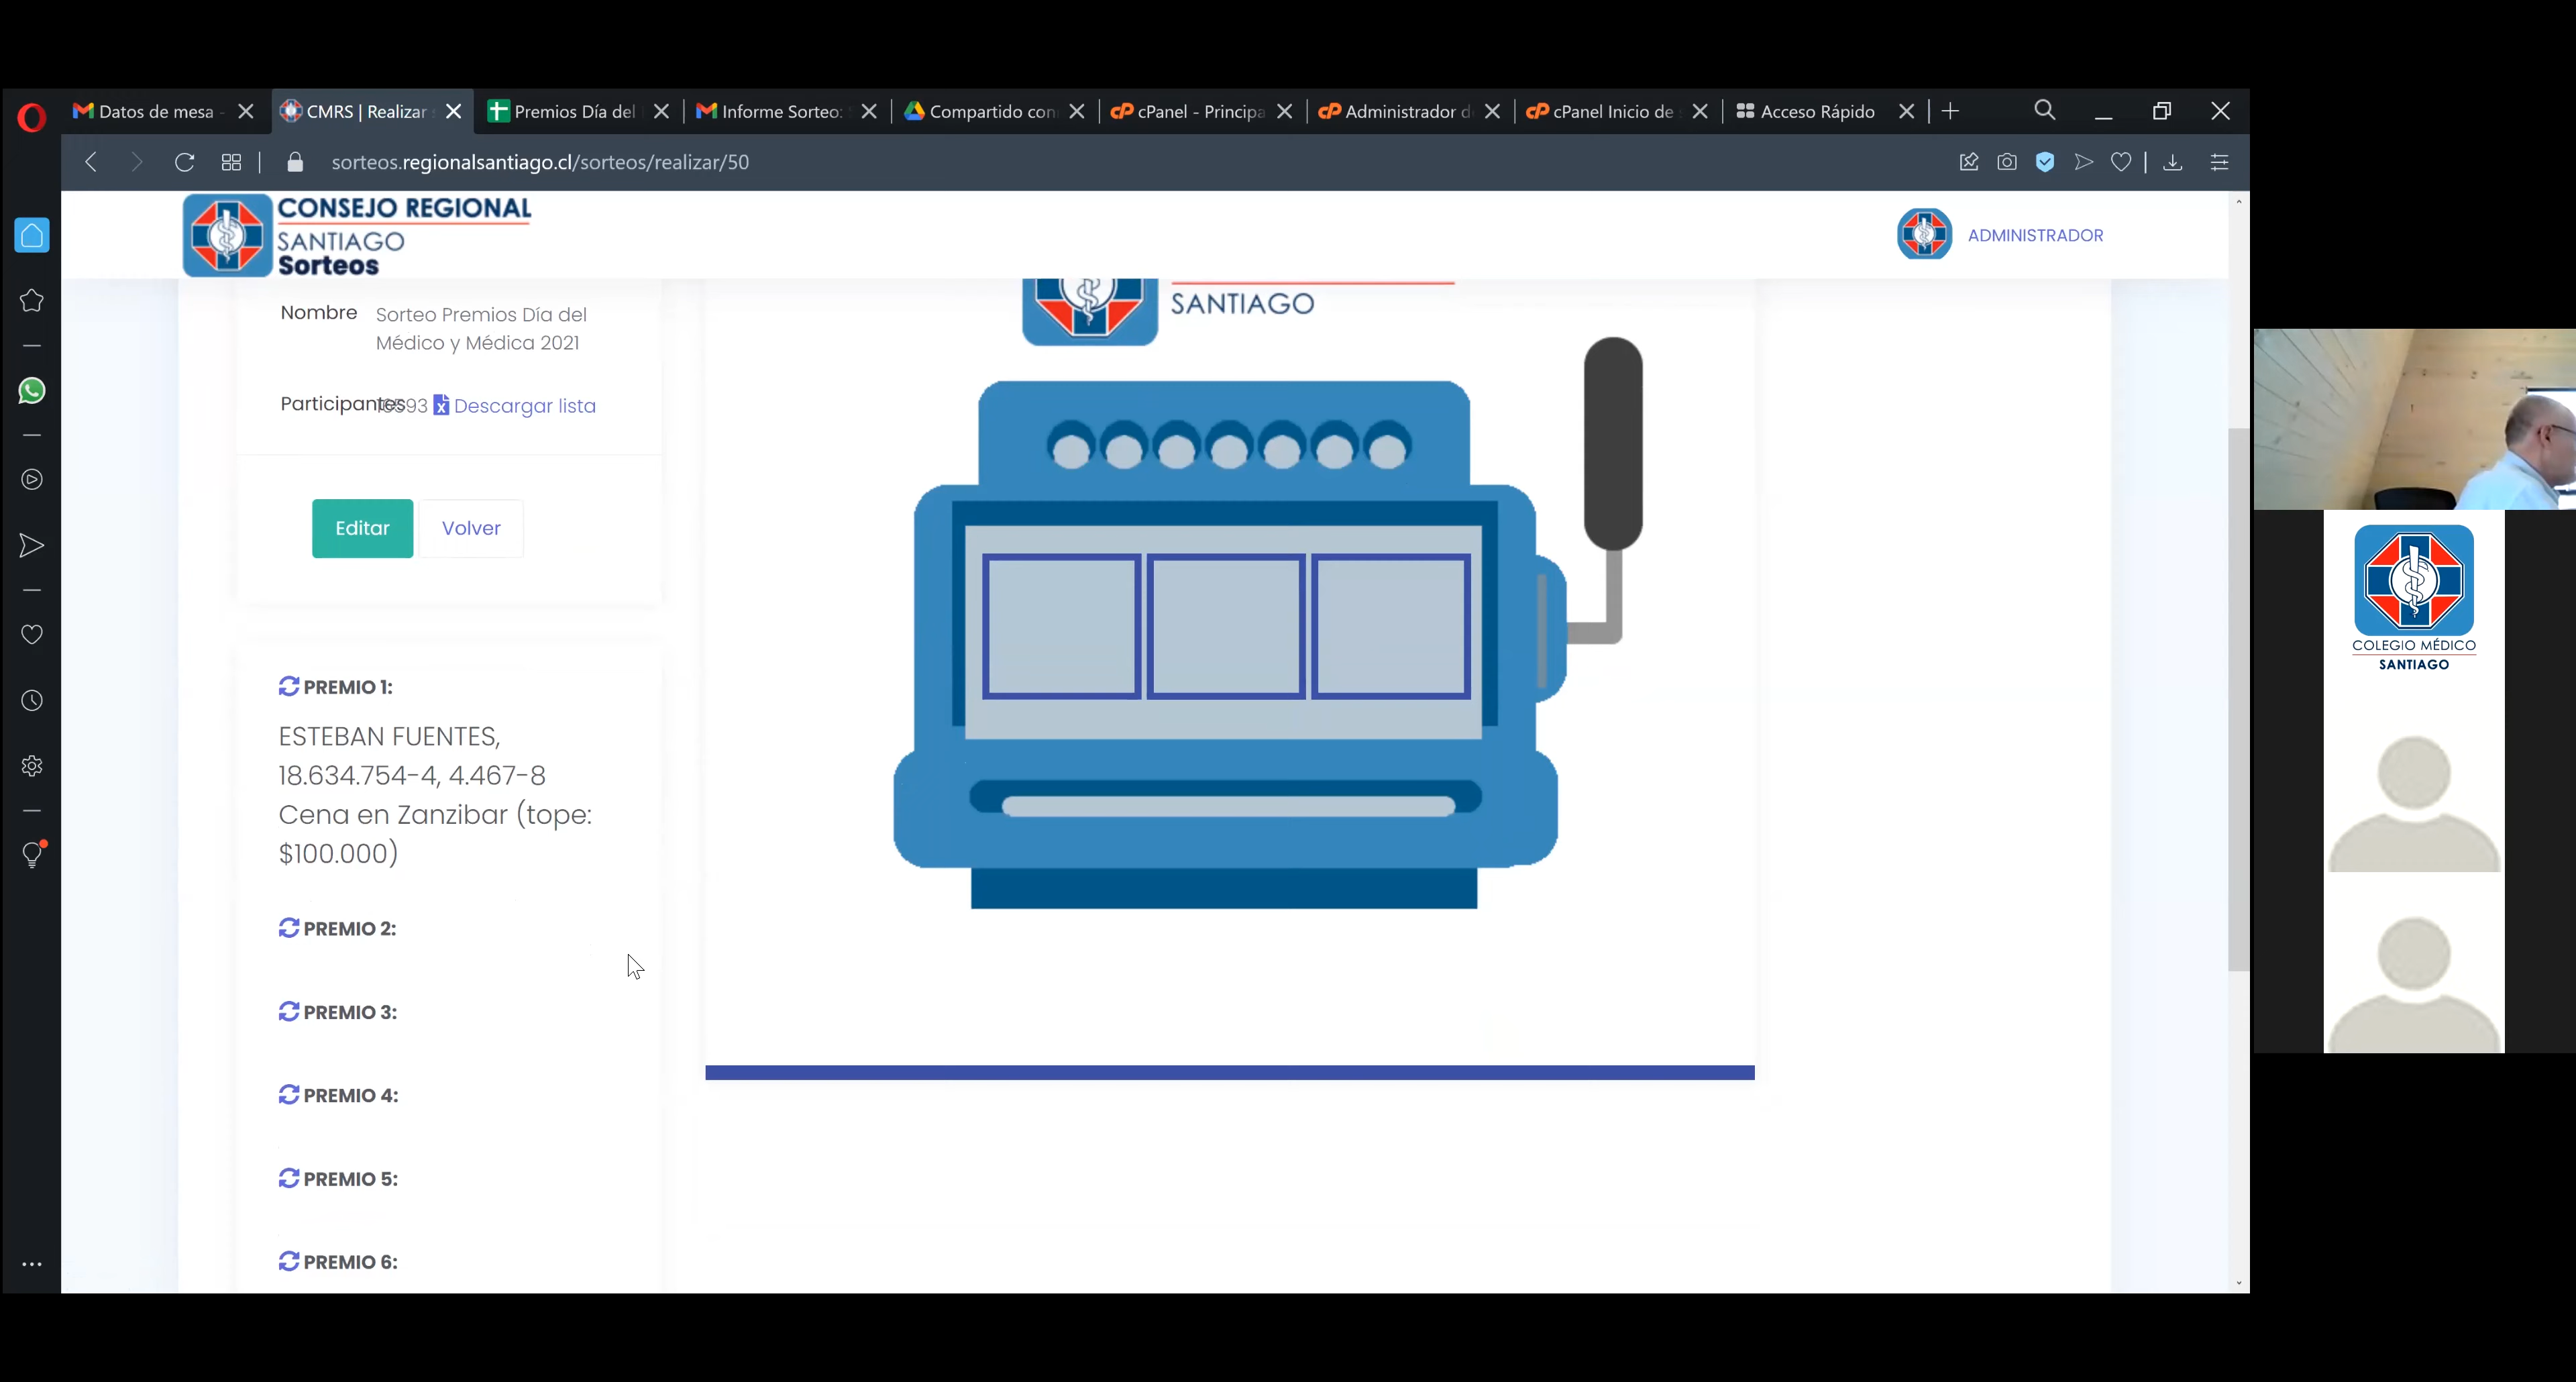 Datos de mesa -
CMRS | Realizar
Premios Día del
Informe Sorteo:
Compartido con
cPanel - Principa
Administrador d
cPanel Inicio de
Acceso Rápido
sorteos.regionalsantiago.cl/sorteos/realizar/50
CONSEJO REGIONAL
SANTIAGO
Sorteos
ADMINISTRADOR
Nombre Sorteo Premios Día del
Médico y Médica 2021
Participantes Descargar lista
Editar Volver
PREMIO 1:
ESTEBAN FUENTES,
18.634.754-4, 4.467-8
Cena en Zanzibar (tope:
$100.000)
PREMIO 2:
PREMIO 3:
PREMIO 4:
PREMIO 5:
PREMIO 6:
SANTIAGO
COLEGIO MÉDICO
SANTIAGO